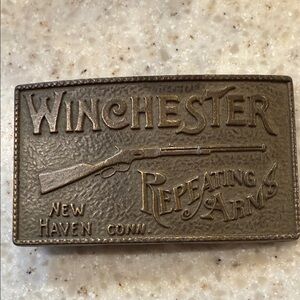 WINCHESTER
REPEATING
NEW ARMS
HAVEN CONN.